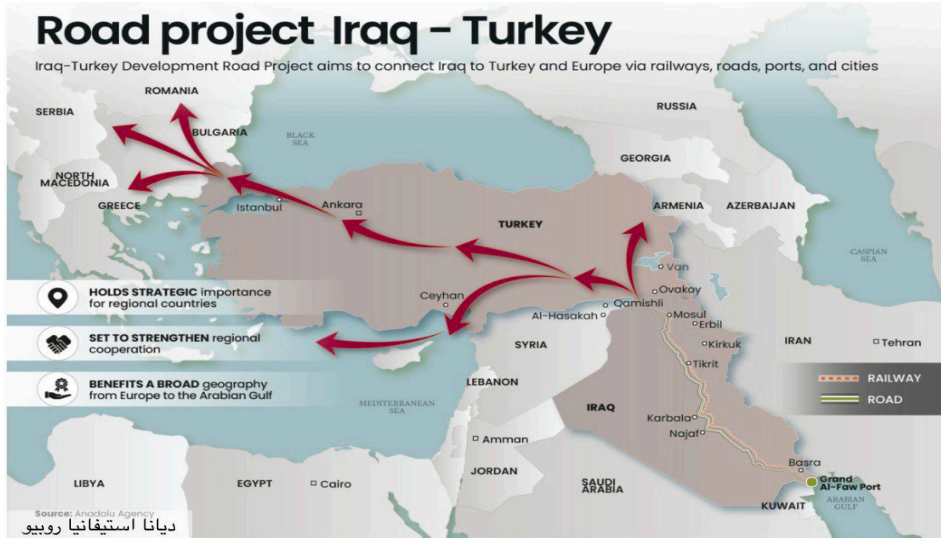 Road project Iraq - Turkey
Iraq-Turkey Development Road Project aims to connect Iraq to Turkey and Europe via railways, roads, ports, and cities
ROMANIA
SERBIA
BULGARIA
BLACK
SEA
RUSSIA
GEORGIA
NORTH
MACEDONIA
GREECE
Istanbul
Ankara
TURKEY
ARMENIA
AZERBAIJAN
CASPIAN
SEA
Van
Ovakoy
Ceyhan
Qamishli
Al-Hasakah
Mosul
Erbil
Kirkuk
Tikrit
SYRIA
IRAN
Tehran
HOLDS STRATEGIC importance
for regional countries
SET TO STRENGTHEN regional
cooperation
BENEFITS A BROAD geography
from Europe to the Arabian Gulf
RAILWAY
ROAD
LEBANON
MEDITERRANEAN
SEA
IRAQ
Karbala
Najaf
Amman
JORDAN
Basra
Grand
Al-Faw Port
LIBYA
EGYPT
Cairo
SAUDI
ARABIA
KUWAIT
ARABIAN
GULF
Source: Anadolu Agency
ديانا استيفانيا روبيو